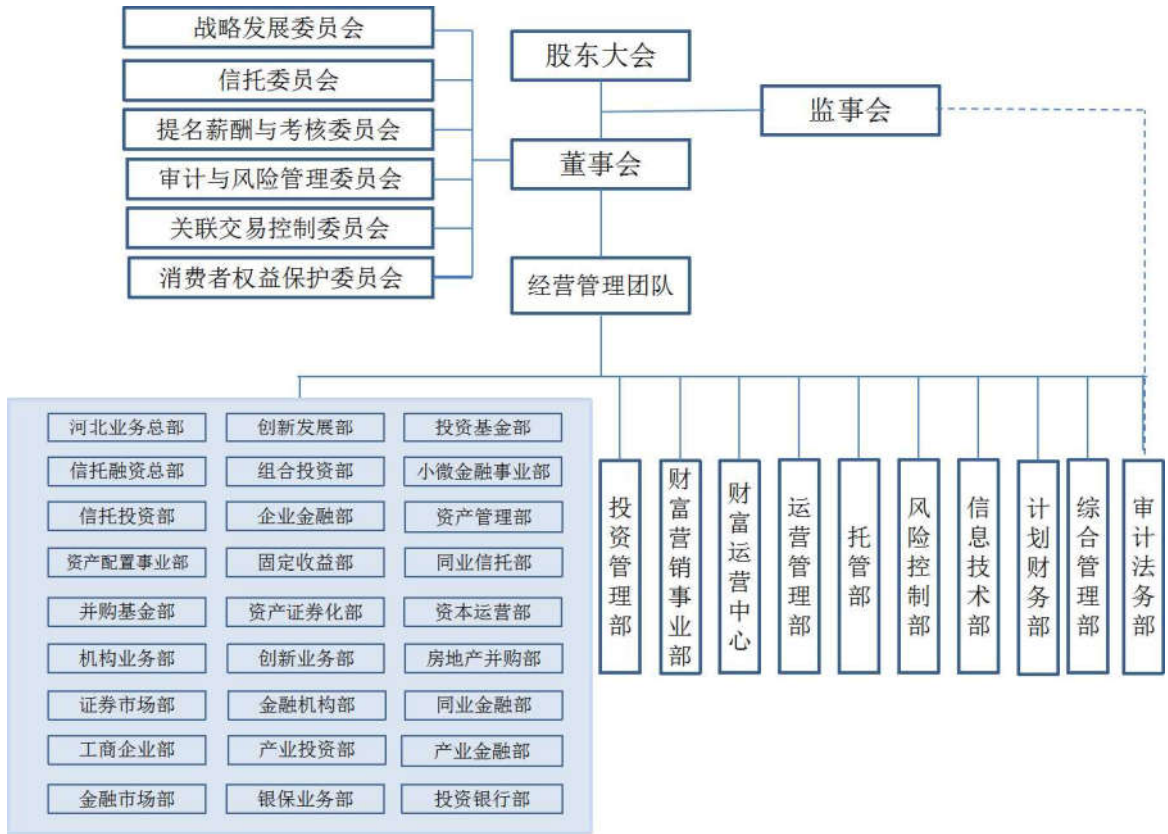 战略发展委员会
信托委员会
提名薪酬与考核委员会
审计与风险管理委员会
关联交易控制委员会
消费者权益保护委员会
股东大会
监事会
董事会
经营管理团队
河北业务总部
创新发展部
投资基金部
信托融资总部
组合投资部
小微金融事业部
信托投资部
企业金融部
资产管理部
资产配置事业部
固定收益部
同业信托部
并购基金部
资产证券化部
资本运营部
机构业务部
创新业务部
房地产并购部
证券市场部
金融机构部
同业金融部
工商企业部
产业投资部
产业金融部
金融市场部
银保业务部
投资银行部
投资管理部
财富营销事业部
财富运营中心
运营管理部
托管部
风险控制部
信息技术部
计划财务部
综合管理部
审计法务部